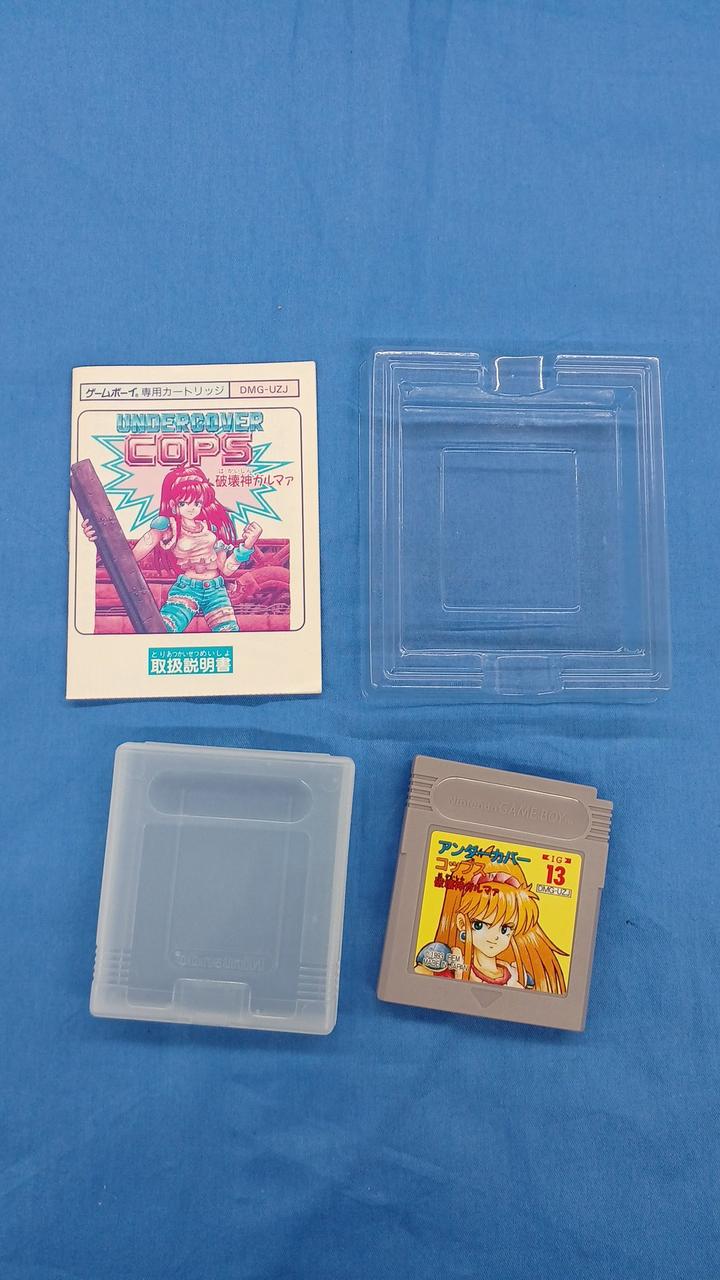 ゲームボーイ® 専用カートリッジ DMG-UZJ
UNDERCOVER
COPS
はかいしん
破壊神ガルマァ
とりあつかいせつめいしょ
取扱説明書
Nintendo
Nintendo GAME BOY
アンダーカバー
コップス
破壊神ガルマァ
IG
13
DMG-UZJ
MADE IN JAPAN